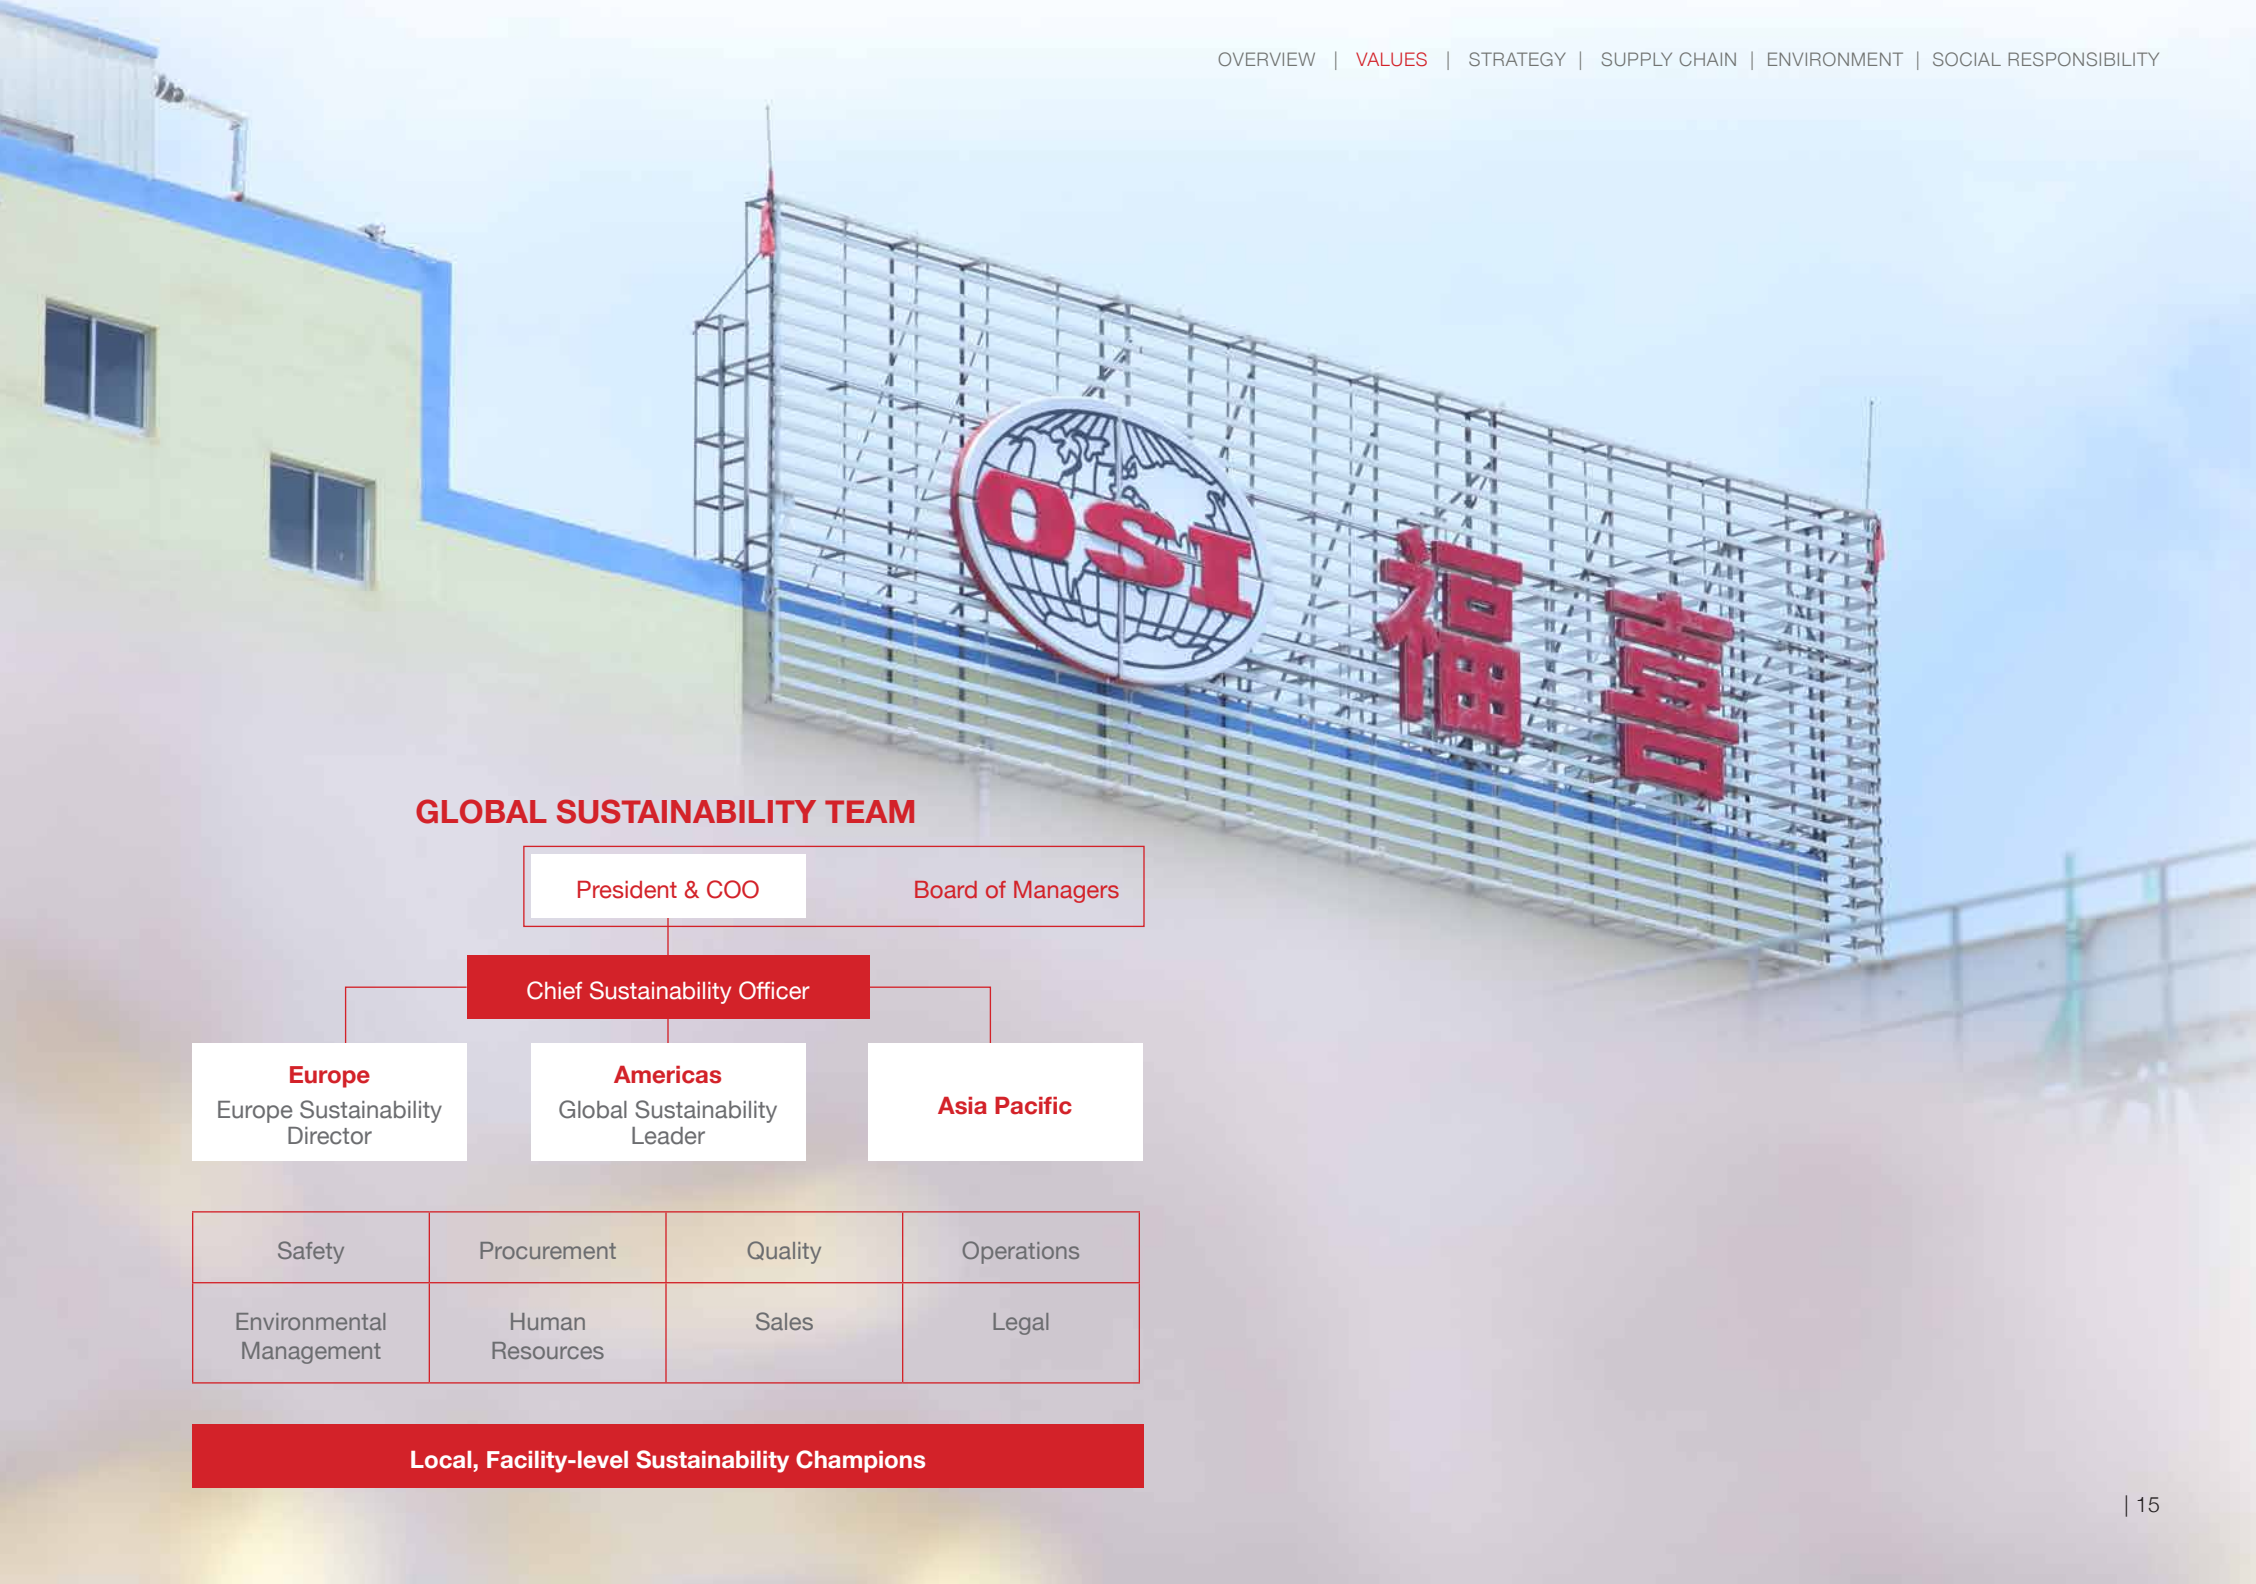 OVERVIEW | VALUES | STRATEGY | SUPPLY CHAIN | ENVIRONMENT | SOCIAL RESPONSIBILITY
OSI 福喜
GLOBAL SUSTAINABILITY TEAM
President & COO
Board of Managers
Chief Sustainability Officer
Europe
Europe Sustainability
Director
Americas
Global Sustainability
Leader
Asia Pacific
Safety
Procurement
Quality
Operations
Environmental
Management
Human
Resources
Sales
Legal
Local, Facility-level Sustainability Champions
| 15